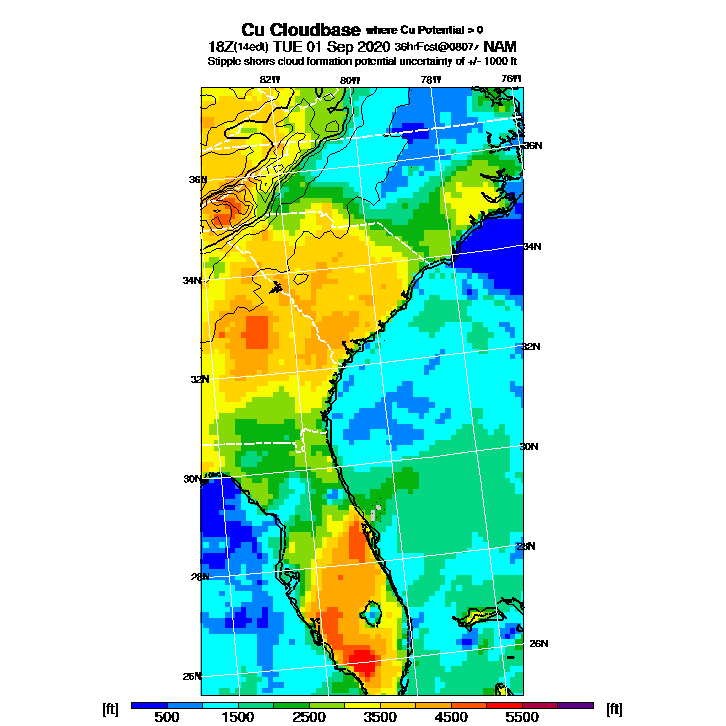 Cu Cloudbase where Cu Potential > 0
18Z(14edt) TUE 01 Sep 2020 36hrFcst@0807z NAM
Stipple shows cloud formation potential uncertainty of +/- 1000 ft
82W 80W 78W 76W
36N
36N
34N
34N
32N
32N
30N
30N
28N
28N
26N
26N
[ft] 500 1500 2500 3500 4500 5500 [ft]